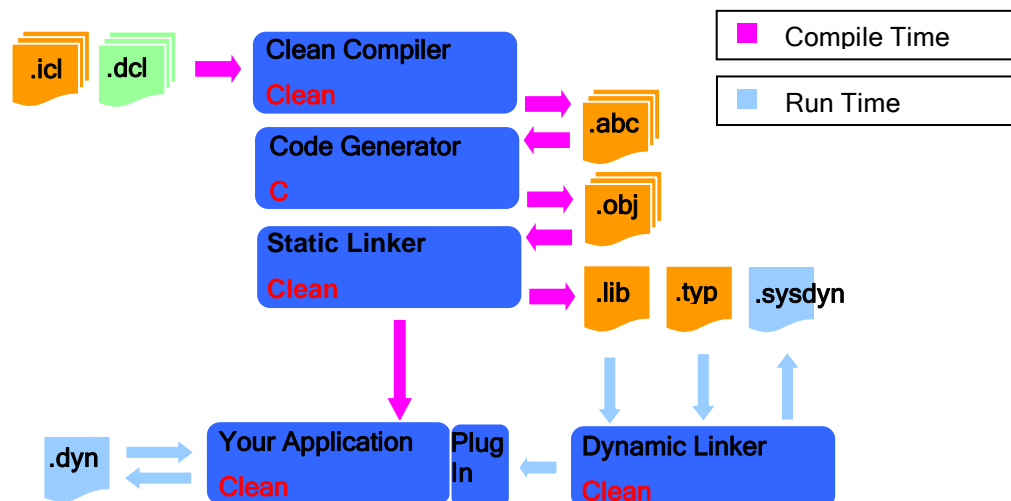 Compile Time
Run Time
.icl
.dcl
Clean Compiler
Clean
.abc
Code Generator
C
.obj
Static Linker
Clean
.lib
.typ
.sysdyn
.dyn
Your Application
Clean
Plug
In
Dynamic Linker
Clean